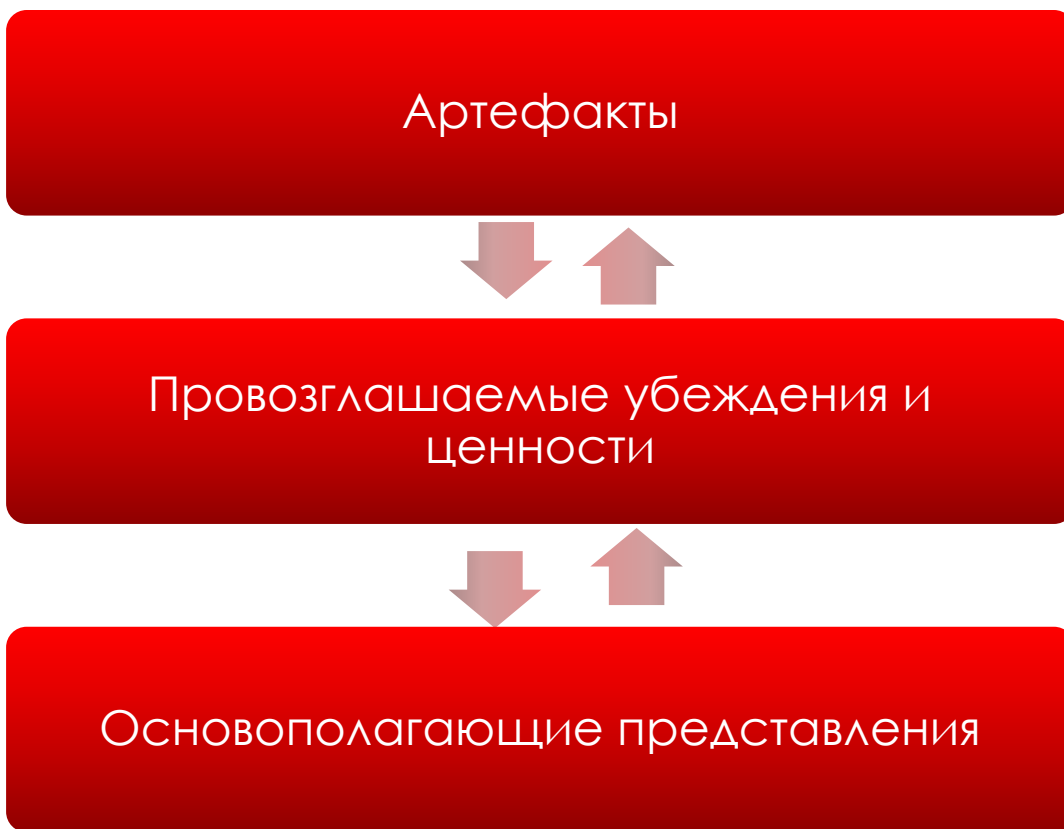 Артефакты
Провозглашаемые убеждения и
ценности
Основополагающие представления